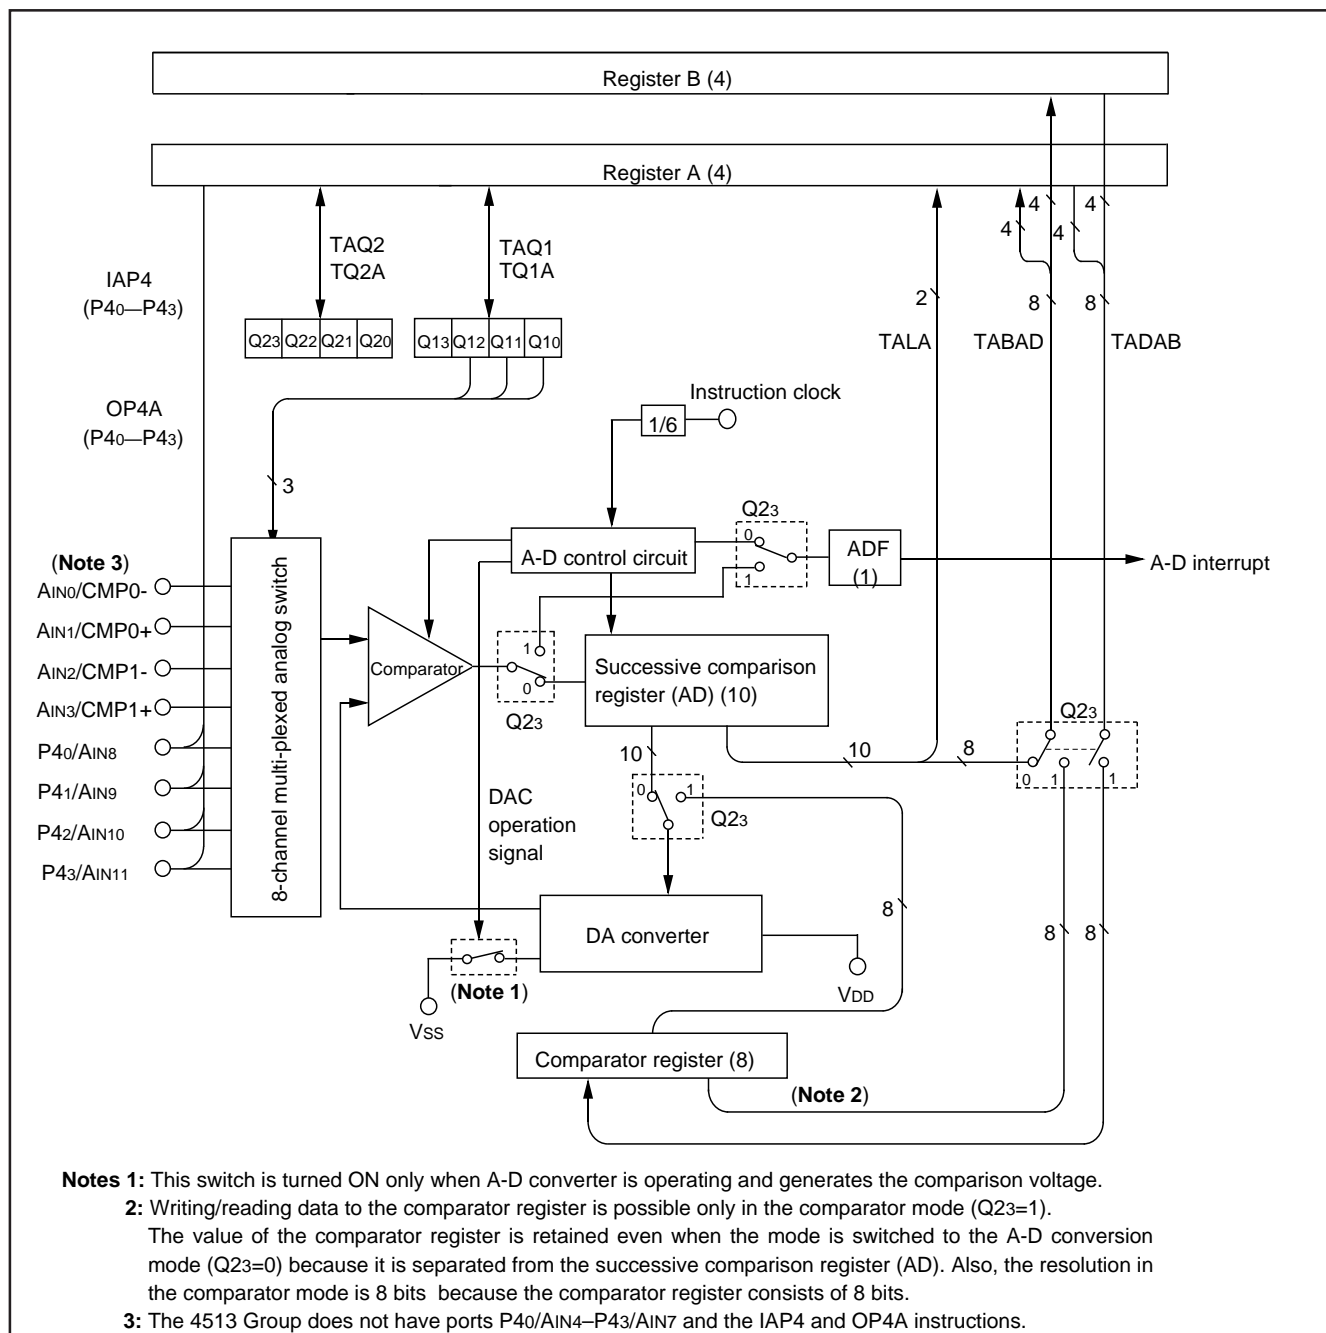 Register B (4)
Register A (4)
4
4
4
4
TAQ2
TQ2A
TAQ1
TQ1A
IAP4
(P40—P43)
2
8
8
TALA
TABAD
TADAB
Q23 Q22 Q21 Q20
Q13 Q12 Q11 Q10
OP4A
(P40—P43)
Instruction clock
1/6
3
Q23
0
1
A-D control circuit
ADF
(1)
A-D interrupt
(Note 3)
AIN0/CMP0-
AIN1/CMP0+
AIN2/CMP1-
AIN3/CMP1+
P40/AIN8
P41/AIN9
P42/AIN10
P43/AIN11
8-channel multi-plexed analog switch
Comparator
1
0
Q23
Successive comparison
register (AD) (10)
10
10
8
Q23
0
1
1
0
1
Q23
DAC
operation
signal
8
8
8
DA converter
(Note 1)
VSS
VDD
Comparator register (8)
(Note 2)
Notes 1: This switch is turned ON only when A-D converter is operating and generates the comparison voltage.
2: Writing/reading data to the comparator register is possible only in the comparator mode (Q23=1).
The value of the comparator register is retained even when the mode is switched to the A-D conversion
mode (Q23=0) because it is separated from the successive comparison register (AD). Also, the resolution in
the comparator mode is 8 bits because the comparator register consists of 8 bits.
3: The 4513 Group does not have ports P40/AIN4–P43/AIN7 and the IAP4 and OP4A instructions.